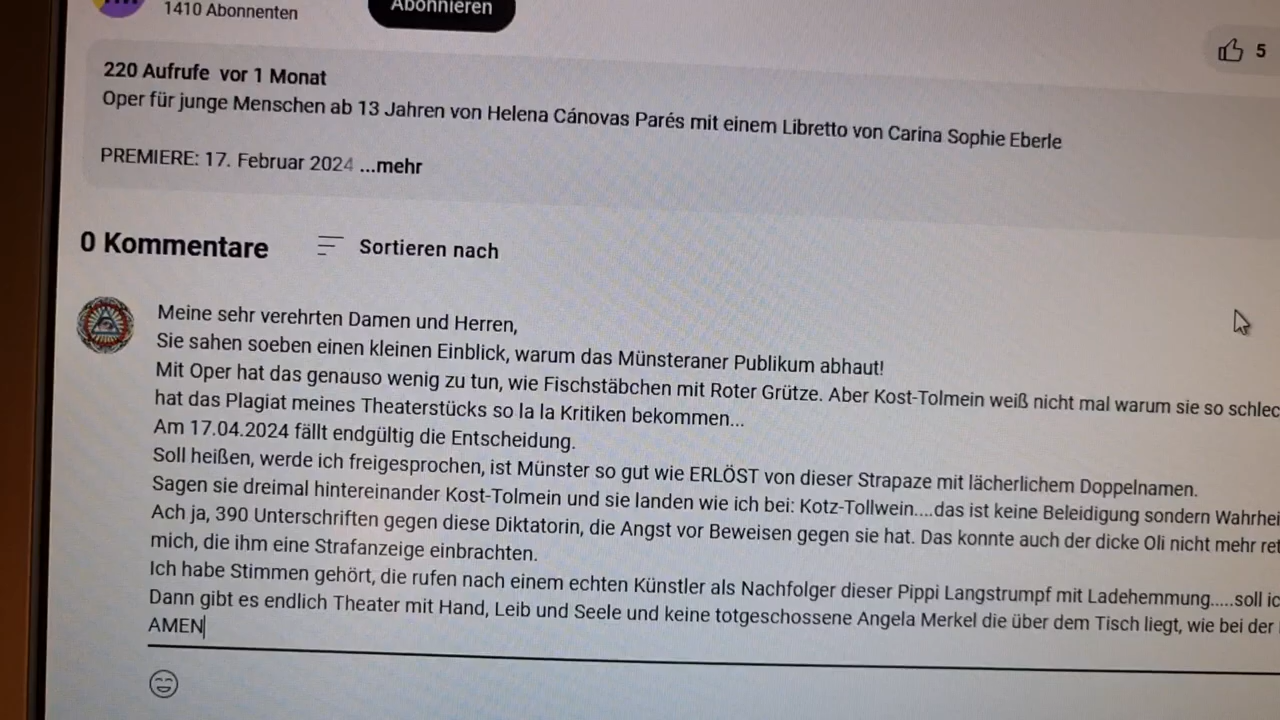 1410 Abonnenten
Abonnieren
5
220 Aufrufe vor 1 Monat
Oper für junge Menschen ab 13 Jahren von Helena Cánovas Parés mit einem Libretto von Carina Sophie Eberle
PREMIERE: 17. Februar 2024 ...mehr
0 Kommentare
Sortieren nach
Meine sehr verehrten Damen und Herren,
Sie sahen soeben einen kleinen Einblick, warum das Münsteraner Publikum abhaut!
Mit Oper hat das genauso wenig zu tun, wie Fischstäbchen mit Roter Grütze. Aber Kost-Tolmein weiß nicht mal warum sie so schlec
hat das Plagiat meines Theaterstücks so la la Kritiken bekommen...
Am 17.04.2024 fällt endgültig die Entscheidung.
Soll heißen, werde ich freigesprochen, ist Münster so gut wie ERLÖST von dieser Strapaze mit lächerlichem Doppelnamen.
Sagen sie dreimal hintereinander Kost-Tolmein und sie landen wie ich bei: Kotz-Tollwein....das ist keine Beleidigung sondern Wahrhei
Ach ja, 390 Unterschriften gegen diese Diktatorin, die Angst vor Beweisen gegen sie hat. Das konnte auch der dicke Oli nicht mehr ret
mich, die ihm eine Strafanzeige einbrachten.
Ich habe Stimmen gehört, die rufen nach einem echten Künstler als Nachfolger dieser Pippi Langstrumpf mit Ladehemmung.....soll ic
Dann gibt es endlich Theater mit Hand, Leib und Seele und keine totgeschossene Angela Merkel die über dem Tisch liegt, wie bei der
AMEN